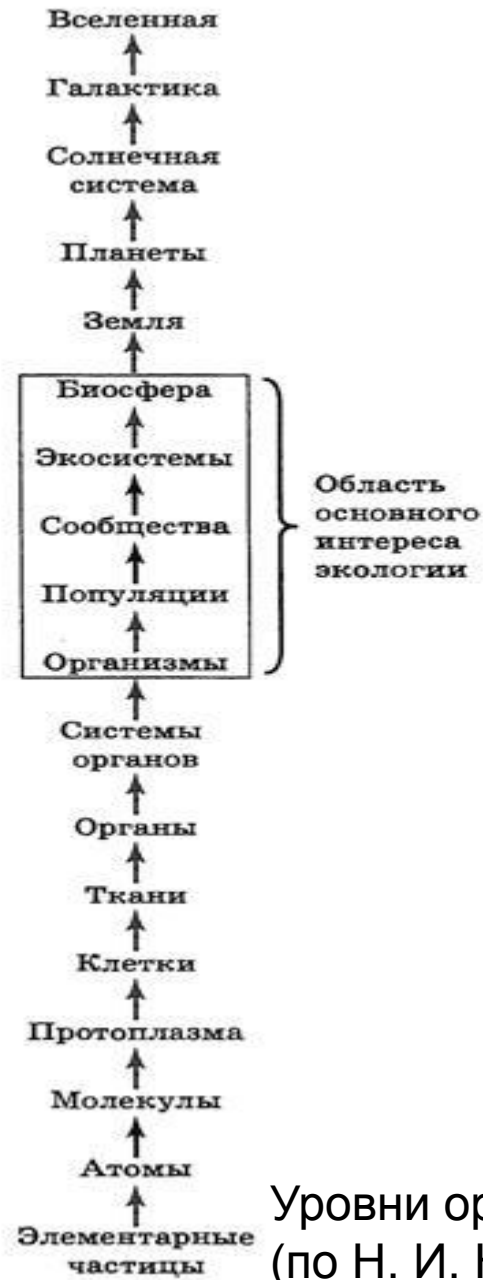 Вселенная
Галактика
Солнечная
система
Планеты
Земля
Биосфера
Экосистемы
Сообщества
Популяции
Организмы
Область
основного
интереса
экологии
Системы
органов
Органы
Ткани
Клетки
Протоплазма
Молекулы
Атомы
Элементарные
частицы
Уровни
(по Н. И.